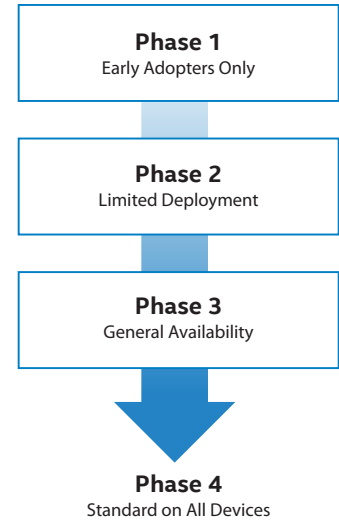 Phase 1
Early Adopters Only
Phase 2
Limited Deployment
Phase 3
General Availability
Phase 4
Standard on All Devices